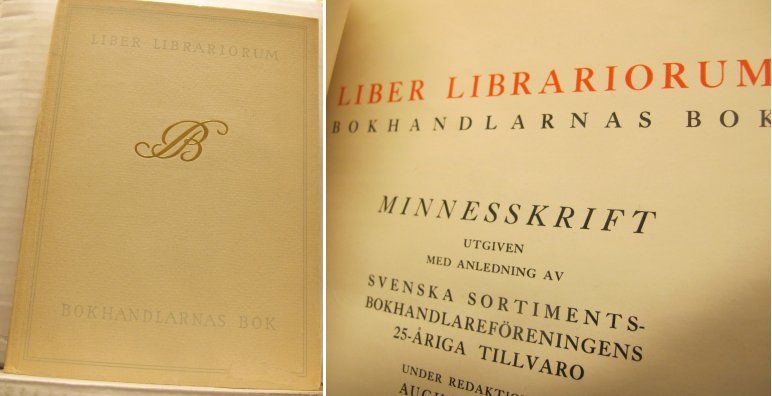 LIBER LIBRARIORUM
B
BOKHANDLARNAS BOK
LIBER LIBRARIORUM
BOKHANDLARNAS BOK
MINNESSKRIFT
UTGIVEN
MED ANLEDNING AV
SVENSKA SORTIMENTS-
BOKHANDLAREFÖRENINGENS
25-ÅRIGA TILLVARO
UNDER REDAKTION